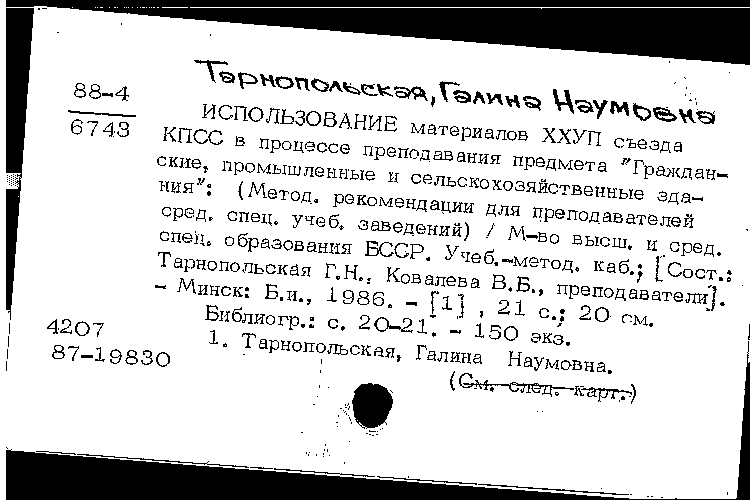 Тарнопольская, Галина Наумовна
88-4
6743
ИСПОЛЬЗОВАНИЕ материалов ХХУП съезда
КПСС в процессе преподавания предмета "Граждан-
ские, промышленные и сельскохозяйственные зда-
ния": (Метод. рекомендации для преподавателей
сред. спец. учеб. заведений) / М-во высш. и сред.
спец. образования БССР. Учеб.-метод. каб.; [Сост.:
Тарнопольская Г.Н., Ковалева В.Б., преподаватели].
- Минск: Б.и., 1986. - [1] , 21 с.; 20 см.
Библиогр.: с. 20-21. - 150 экз.
1. Тарнопольская, Галина Наумовна.
(См. след. карт.)
4207
87-19830